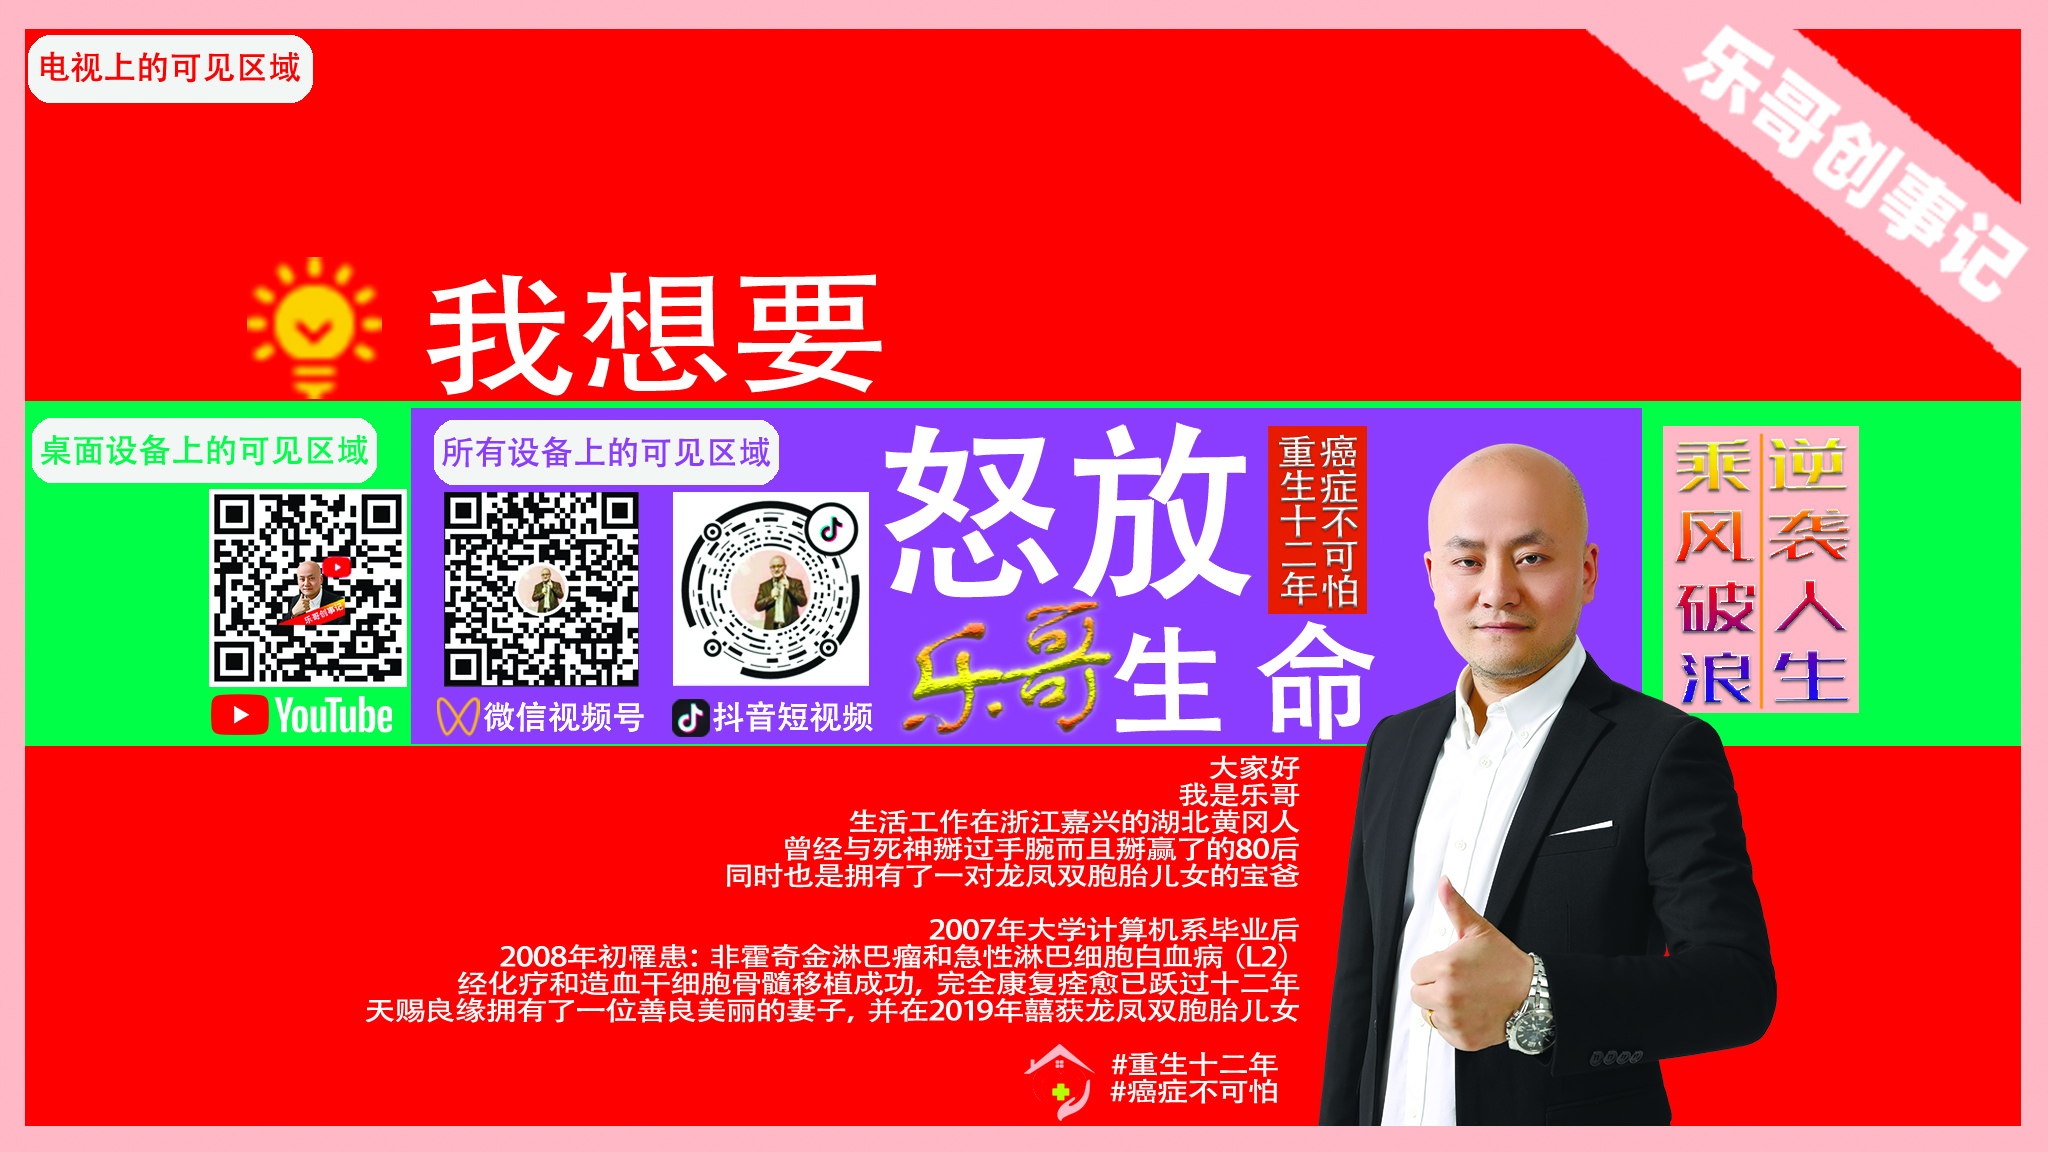 电视上的可见区域
乐哥创事记
我想要
桌面设备上的可见区域
所有设备上的可见区域
怒放
乐哥
生命
癌症不可怕
重生十二年
逆袭人生
乘风破浪
乐哥创事记
YouTube
微信视频号
抖音短视频
大家好
我是乐哥
生活工作在浙江嘉兴的湖北黄冈人
曾经与死神掰过手腕而且掰赢了的80后
同时也是拥有了一对龙凤双胞胎儿女的宝爸
2007年大学计算机系毕业后
2008年初罹患：非霍奇金淋巴瘤和急性淋巴细胞白血病（L2）
经化疗和造血干细胞骨髓移植成功，完全康复痊愈已跃过十二年
天赐良缘拥有了一位善良美丽的妻子，并在2019年囍获龙凤双胞胎儿女
#重生十二年
#癌症不可怕